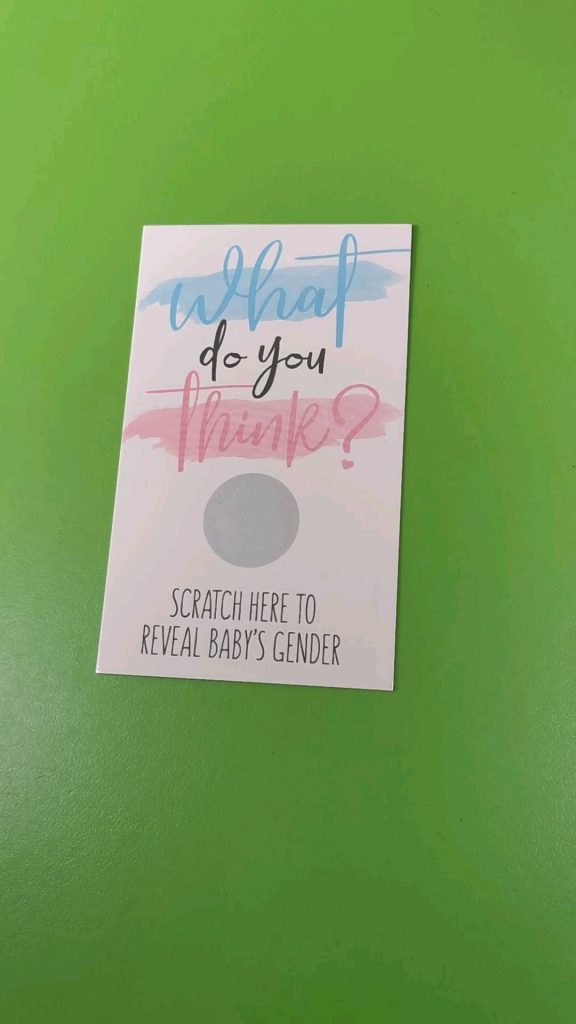 What
do you
think?
SCRATCH HERE TO
REVEAL BABY'S GENDER